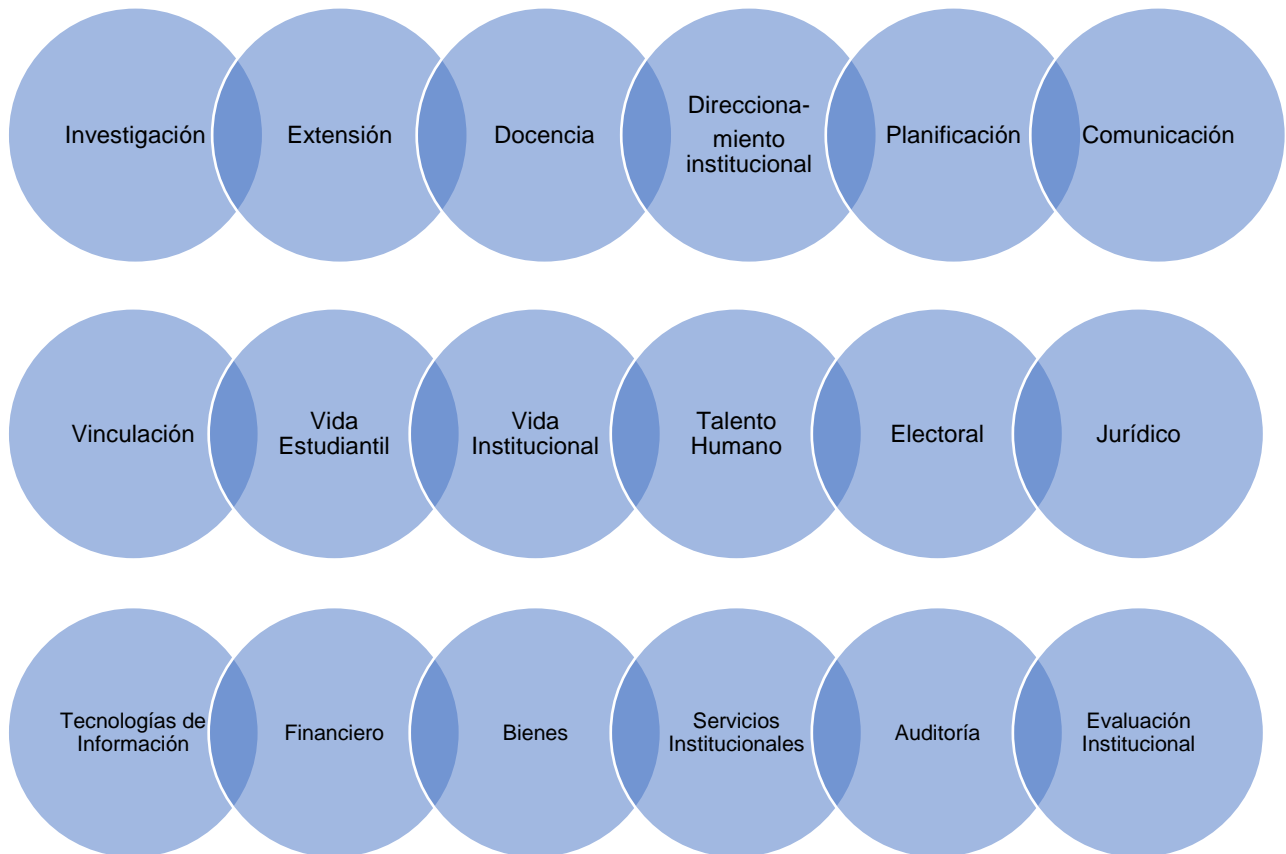 Investigación
Extensión
Docencia
Direcciona-
miento
institucional
Planificación
Comunicación
Vinculación
Vida
Estudiantil
Vida
Institucional
Talento
Humano
Electoral
Jurídico
Tecnologías de
Información
Financiero
Bienes
Servicios
Institucionales
Auditoría
Evaluación
Institucional